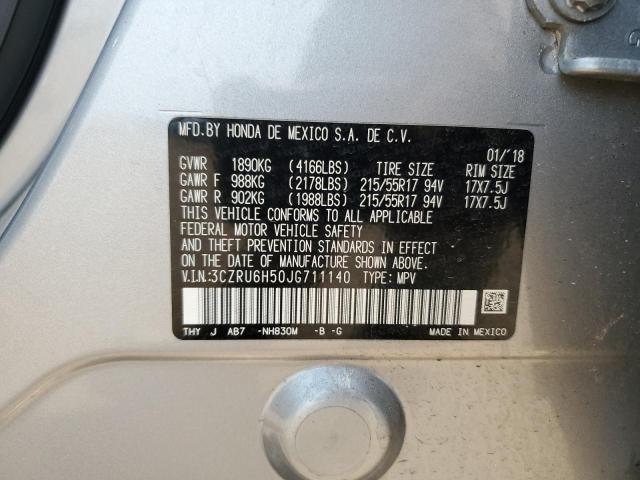 MFD.BY HONDA DE MEXICO S.A. DE C.V.
01/'18
GVWR 1890KG (4166LBS) TIRE SIZE RIM SIZE
GAWR F 988KG (2178LBS) 215/55R17 94V 17X7.5J
GAWR R 902KG (1988LBS) 215/55R17 94V 17X7.5J
THIS VEHICLE CONFORMS TO ALL APPLICABLE
FEDERAL MOTOR VEHICLE SAFETY
AND THEFT PREVENTION STANDARDS IN EFFECT
ON THE DATE OF MANUFACTURE SHOWN ABOVE.
V.I.N:3CZRU6H50JG711140 TYPE: MPV
THY J AB7 -NH830M -B -G MADE IN MEXICO